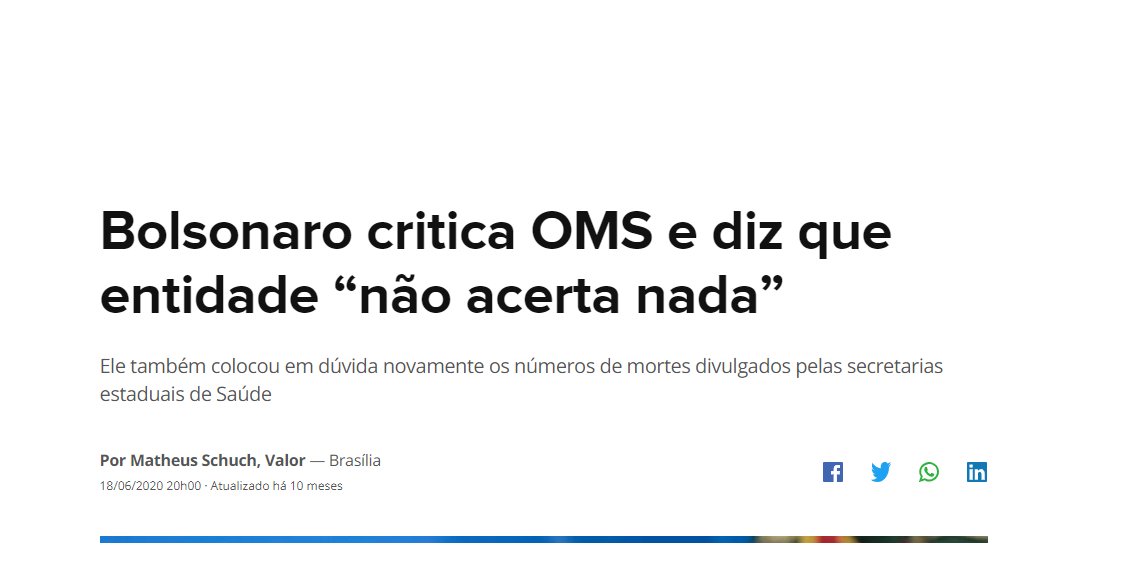 Bolsonaro critica OMS e diz que
entidade “não acerta nada”
Ele também colocou em dúvida novamente os números de mortes divulgados pelas secretarias
estaduais de Saúde
Por Matheus Schuch, Valor — Brasília
18/06/2020 20h00 · Atualizado há 10 meses